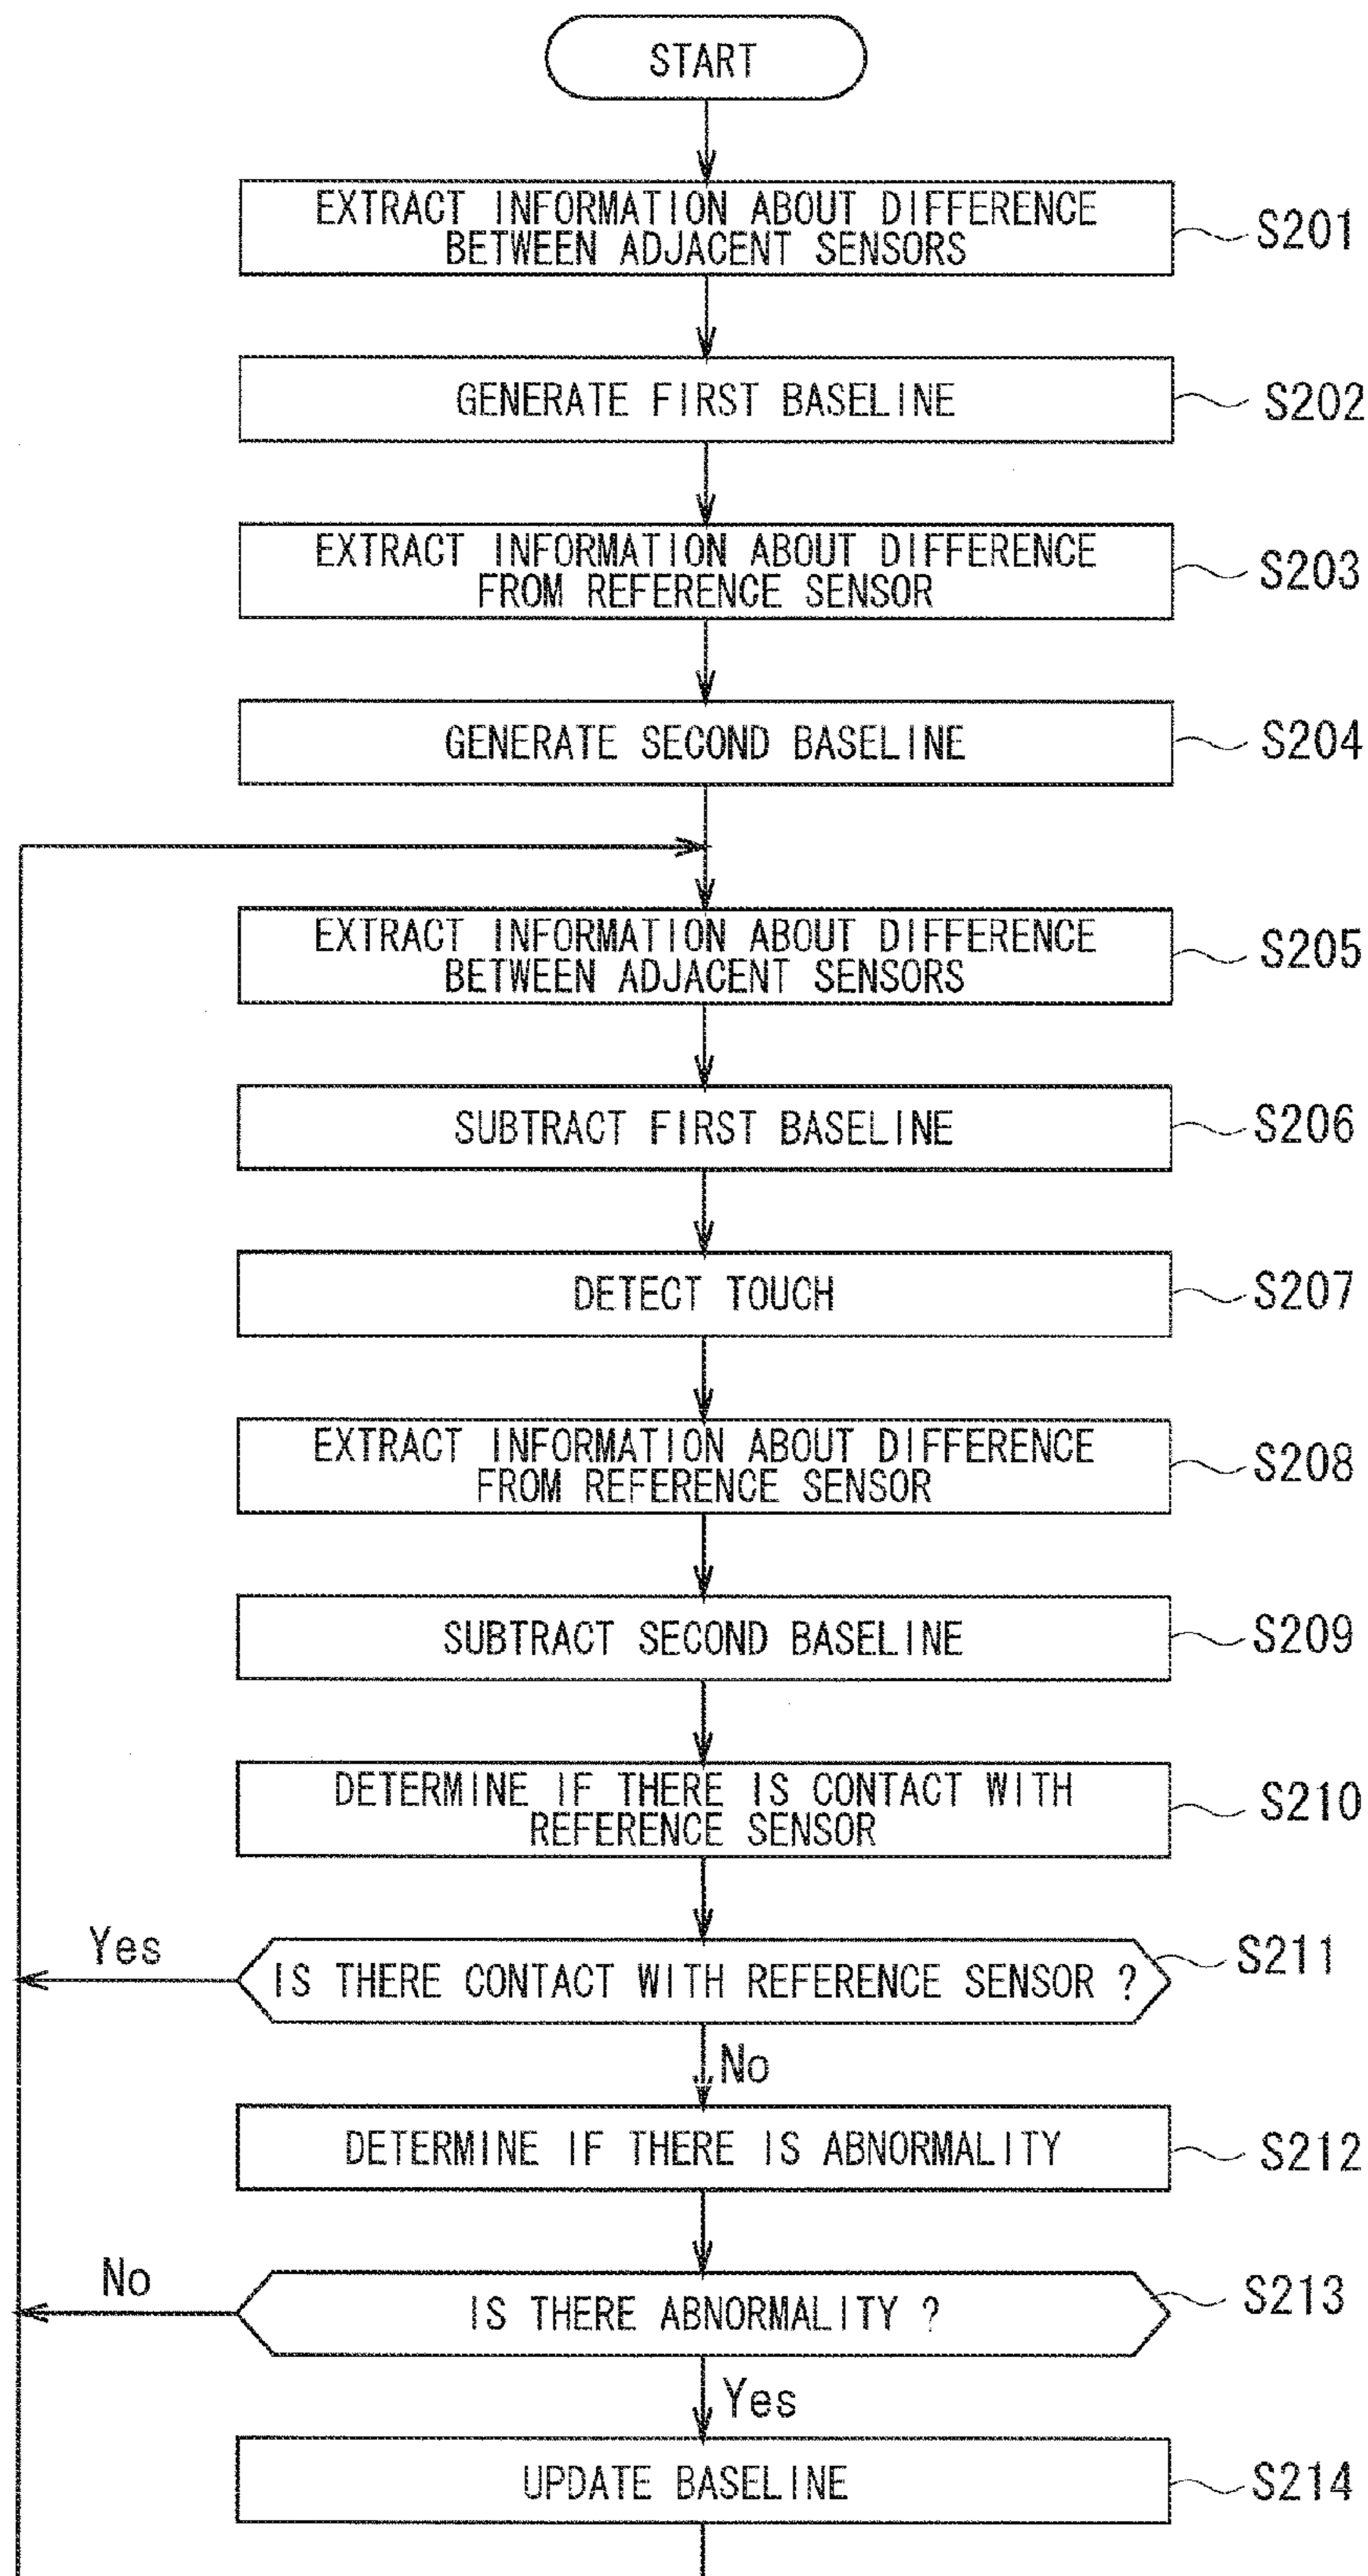 START
EXTRACT INFORMATION ABOUT DIFFERENCE
BETWEEN ADJACENT SENSORS
S201
GENERATE FIRST BASELINE
S202
EXTRACT INFORMATION ABOUT DIFFERENCE
FROM REFERENCE SENSOR
S203
GENERATE SECOND BASELINE
S204
EXTRACT INFORMATION ABOUT DIFFERENCE
BETWEEN ADJACENT SENSORS
S205
SUBTRACT FIRST BASELINE
S206
DETECT TOUCH
S207
EXTRACT INFORMATION ABOUT DIFFERENCE
FROM REFERENCE SENSOR
S208
SUBTRACT SECOND BASELINE
S209
DETERMINE IF THERE IS CONTACT WITH
REFERENCE SENSOR
S210
Yes
IS THERE CONTACT WITH REFERENCE SENSOR ?
S211
No
DETERMINE IF THERE IS ABNORMALITY
S212
No
IS THERE ABNORMALITY ?
S213
Yes
UPDATE BASELINE
S214